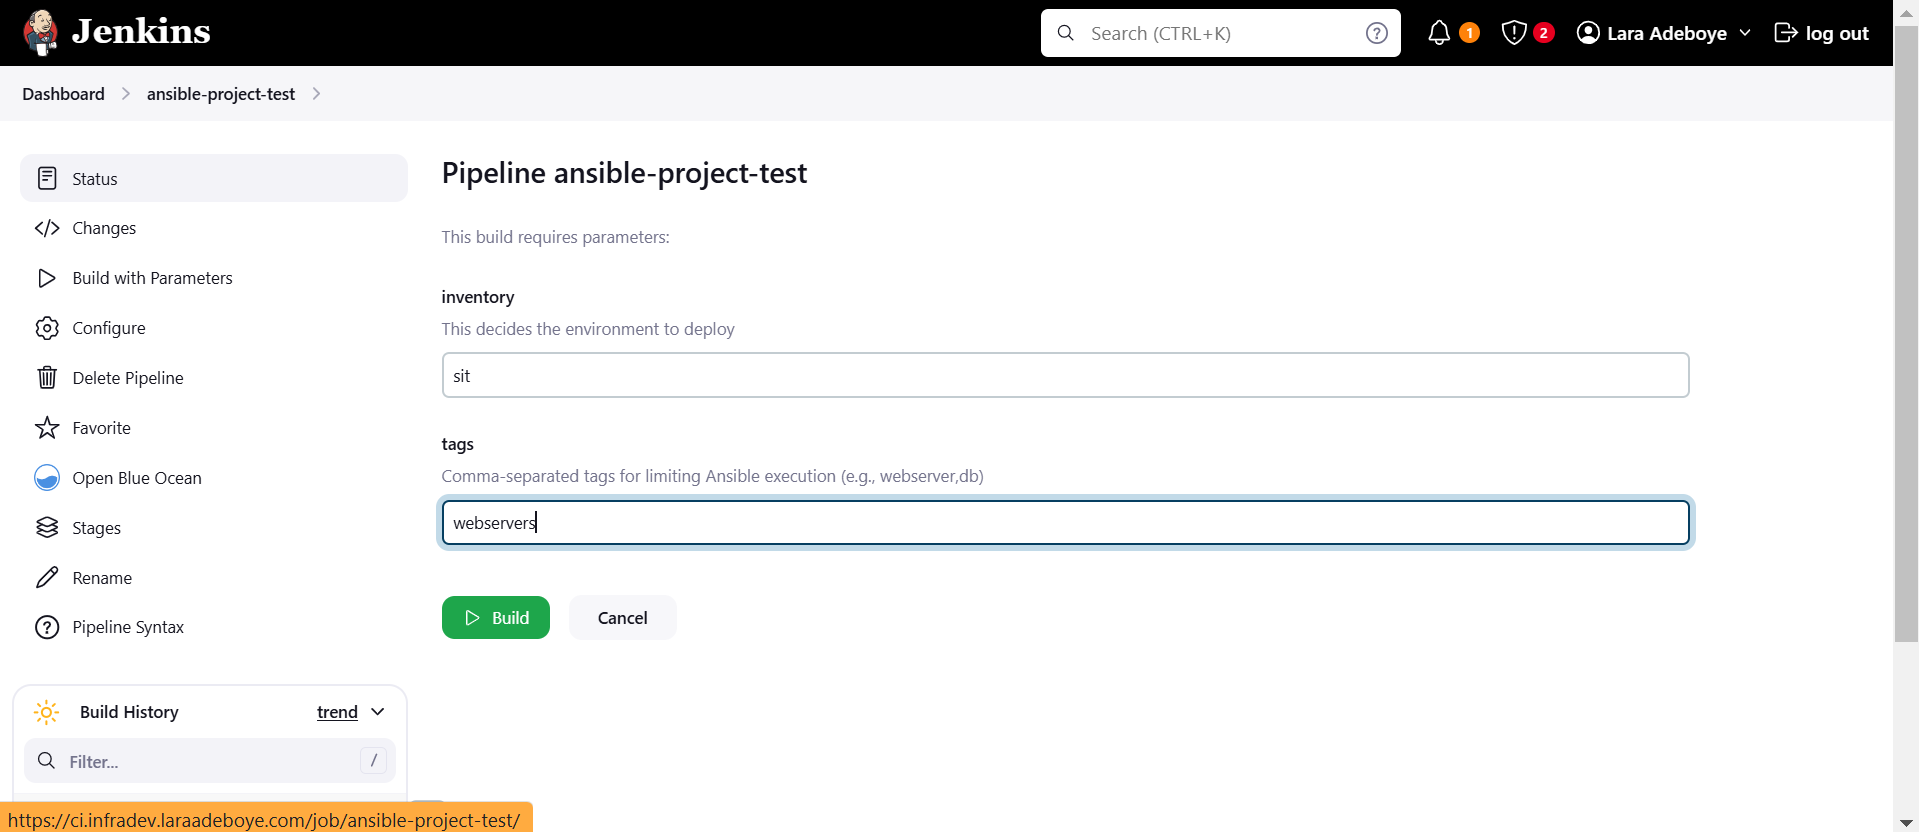 Jenkins
Search (CTRL+K) ?
1
2
Lara Adeboye
log out
Dashboard > ansible-project-test >
Status
Changes
Build with Parameters
Configure
Delete Pipeline
Favorite
Open Blue Ocean
Stages
Rename
Pipeline Syntax
Build History
trend
Filter...
/
Pipeline ansible-project-test
This build requires parameters:
inventory
This decides the environment to deploy
sit
tags
Comma-separated tags for limiting Ansible execution (e.g., webserver,db)
webservers
Build
Cancel
https://ci.infradev.laraadeboye.com/job/ansible-project-test/